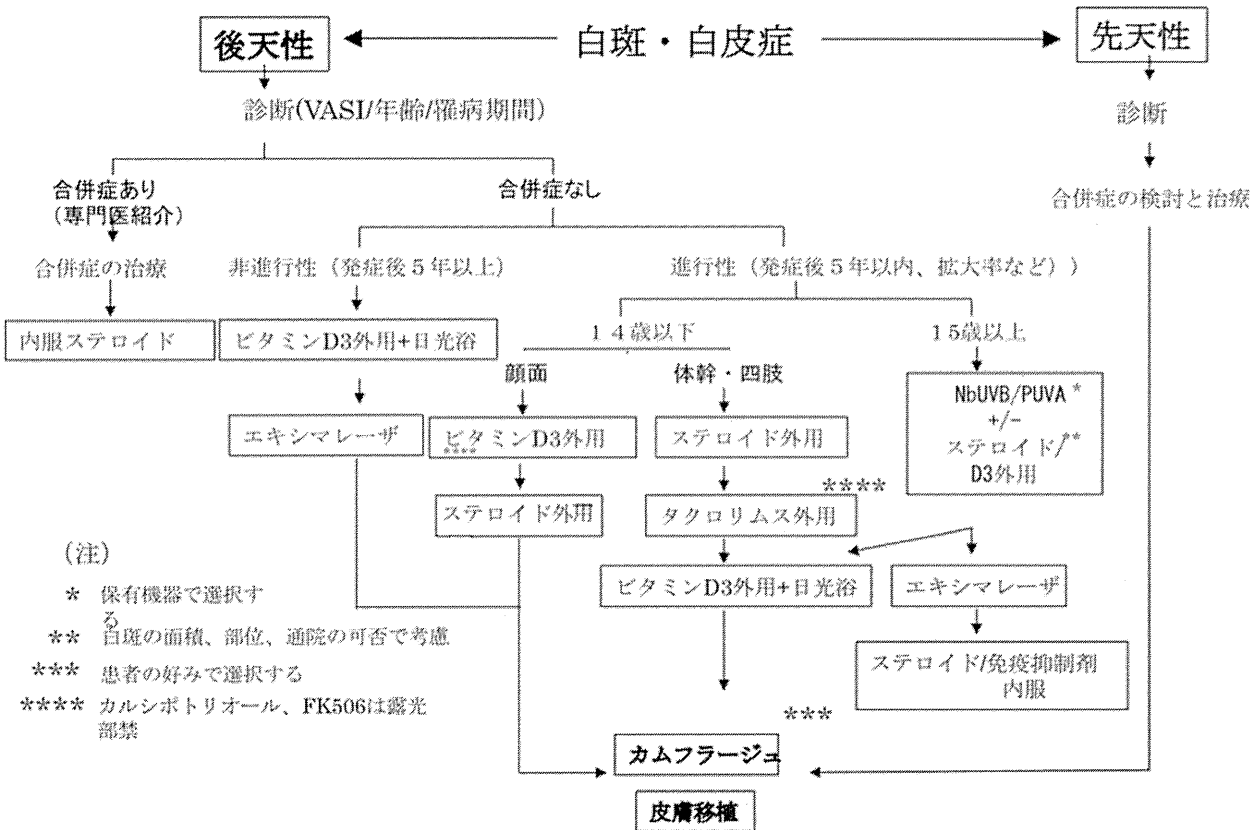 後天性
白斑・白皮症
先天性
診断(VASI/年齢/罹病期間)
診断
合併症あり
（専門医紹介）
合併症なし
合併症の検討と治療
合併症の治療
非進行性（発症後５年以上）
進行性（発症後５年以内、拡大率など））
内服ステロイド
ビタミンD3外用+日光浴
１４歳以下
１5歳以上
顔面
体幹・四肢
NbUVB/PUVA *
+/-
ステロイド/**
D3外用
エキシマレーザ
ビタミンD3外用
****
ステロイド外用
****
ステロイド外用
タクロリムス外用
ビタミンD3外用+日光浴
エキシマレーザ
ステロイド/免疫抑制剤
内服
（注）
* 保有機器で選択す
る
** 白斑の面積、部位、通院の可否で考慮
*** 患者の好みで選択する
**** カルシポトリオール、FK506は露光
部禁
***
カムフラージュ
皮膚移植